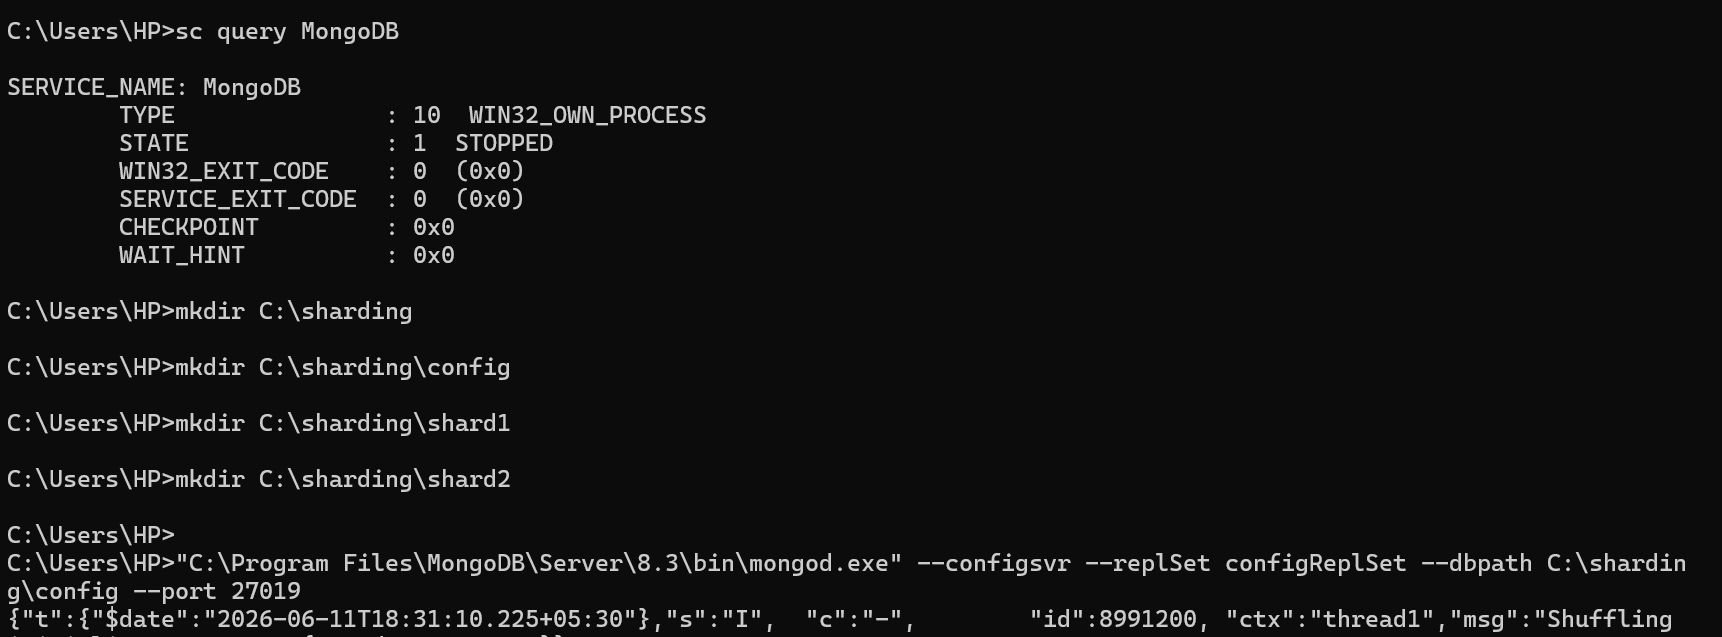 C:\Users\HP>sc query MongoDB
SERVICE_NAME: MongoDB
        TYPE               : 10  WIN32_OWN_PROCESS
        STATE              : 1  STOPPED
        WIN32_EXIT_CODE    : 0  (0x0)
        SERVICE_EXIT_CODE  : 0  (0x0)
        CHECKPOINT         : 0x0
        WAIT_HINT          : 0x0
C:\Users\HP>mkdir C:\sharding
C:\Users\HP>mkdir C:\sharding\config
C:\Users\HP>mkdir C:\sharding\shard1
C:\Users\HP>mkdir C:\sharding\shard2
C:\Users\HP>
C:\Users\HP>"C:\Program Files\MongoDB\Server\8.3\bin\mongod.exe" --configsvr --replSet configReplSet --dbpath C:\shardin
g\config --port 27019
{"t":{"$date":"2026-06-11T18:31:10.225+05:30"},"s":"I",  "c":"-",        "id":8991200, "ctx":"thread1","msg":"Shuffling